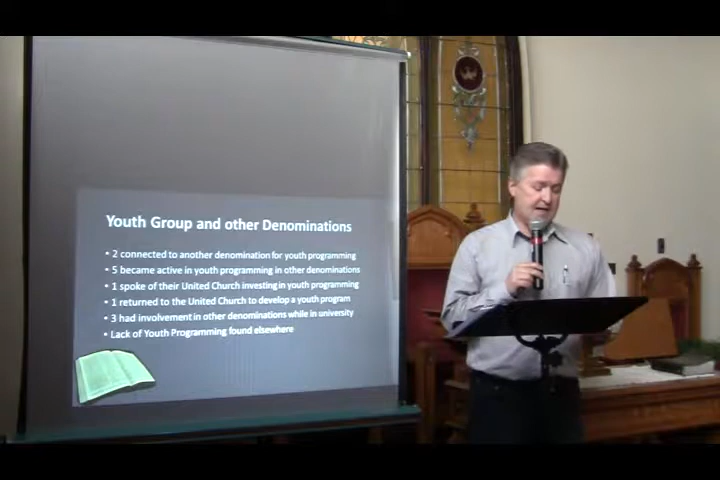 Youth Group and other Denominations
• 2 connected to another denomination for youth programming
• 5 became active in youth programming in other denominations
• 1 spoke of their United Church investing in youth programming
• 1 returned to the United Church to develop a youth program
• 3 had involvement in other denominations while in university
• Lack of Youth Programming found elsewhere